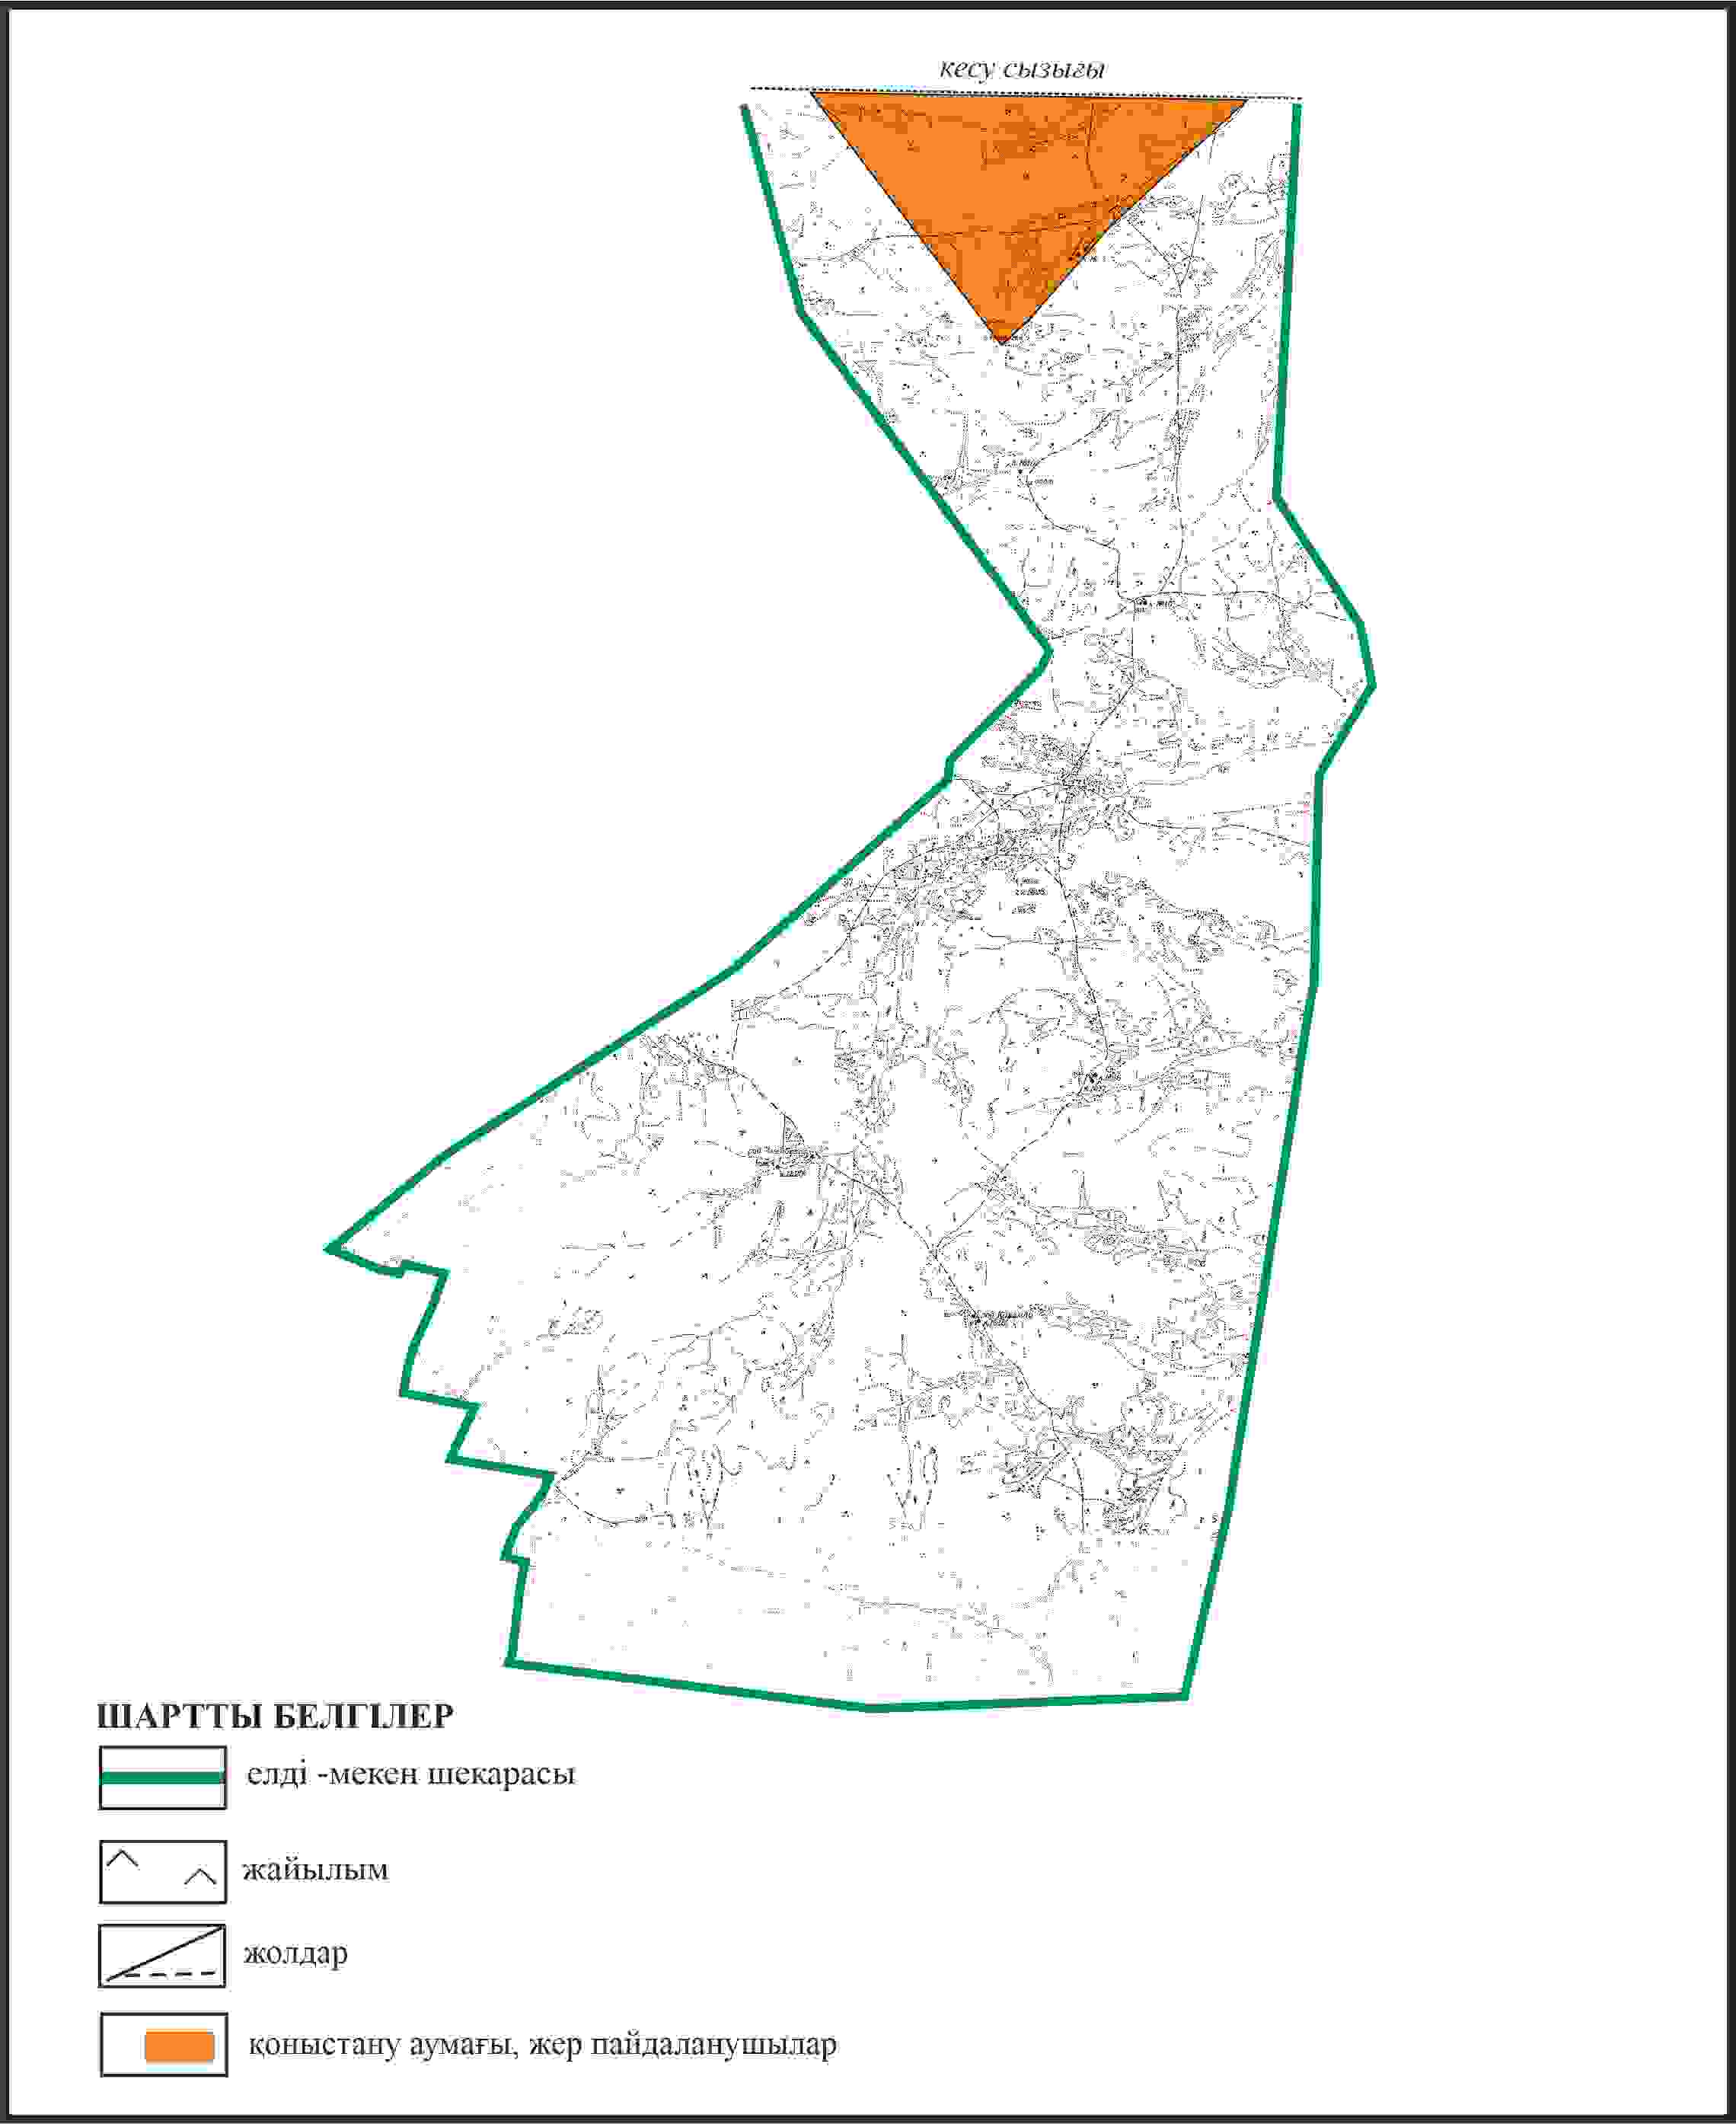 кесу сызығы
ШАРТТЫ БЕЛГІЛЕР
елді -мекен шекарасы
жайылым
жолдар
қоныстану аумағы, жер пайдаланушылар